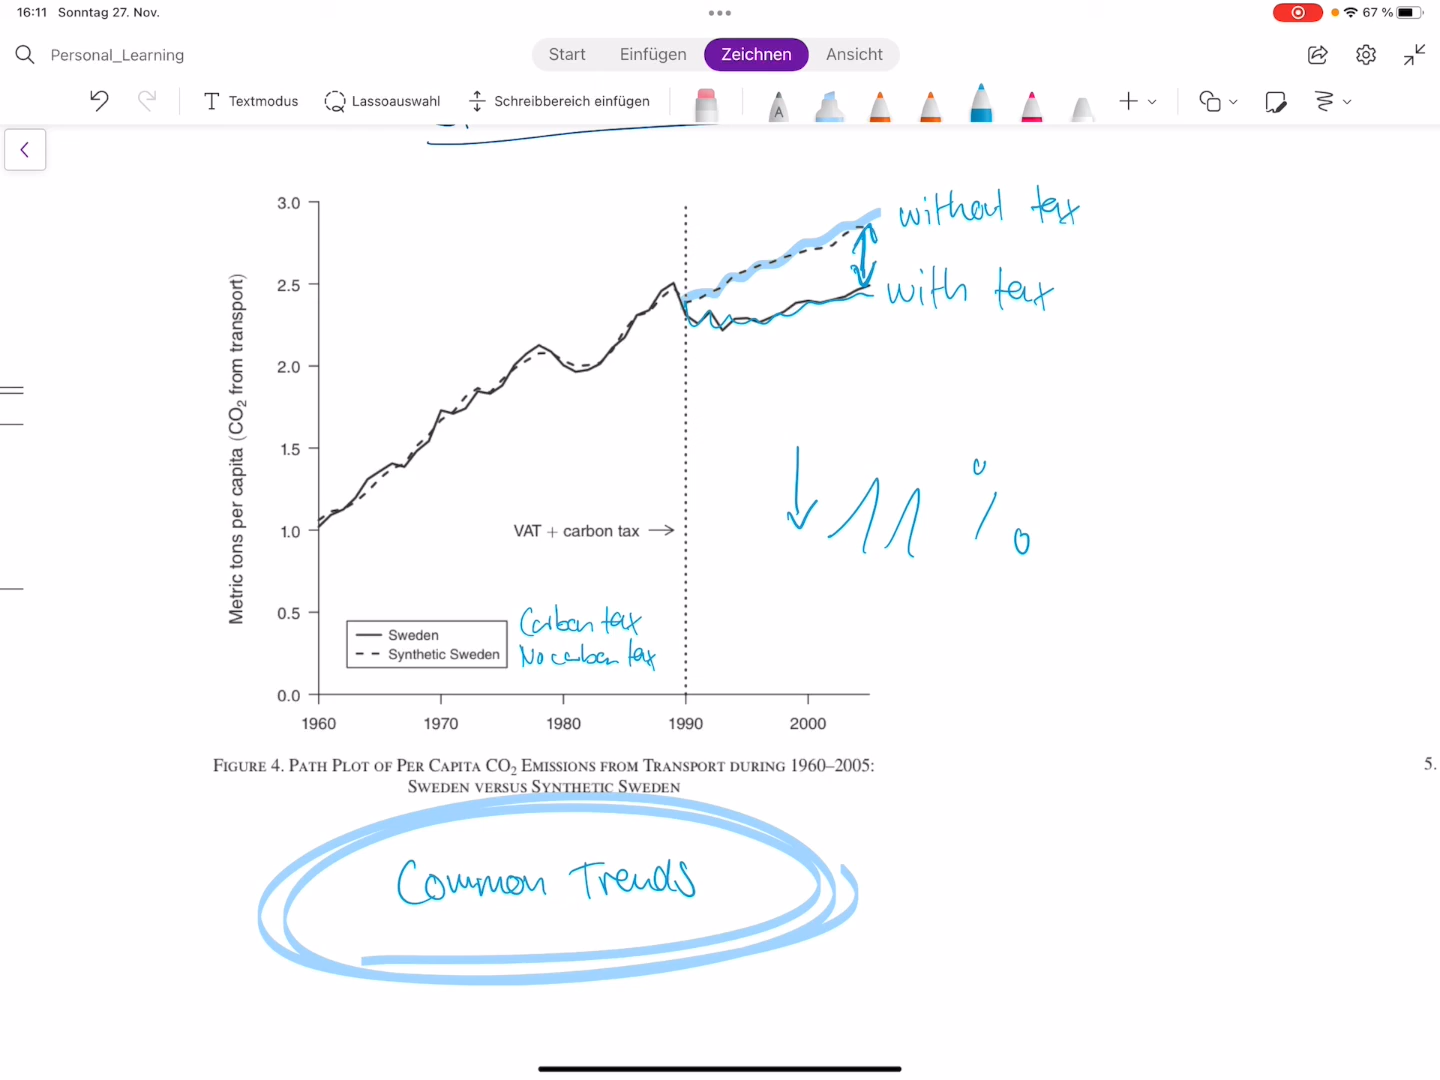 16:11 Sonntag 27. Nov.
67 %
Personal_Learning
Start Einfügen Zeichnen Ansicht
Textmodus Lassoauswahl Schreibbereich einfügen
A
without tax
with tax
↓ 11 %
Metric tons per capita (CO₂ from transport)
3.0
2.5
2.0
1.5
1.0
0.5
0.0
VAT + carbon tax →
Sweden Carbon tax
Synthetic Sweden No carbon tax
1960 1970 1980 1990 2000
FIGURE 4. PATH PLOT OF PER CAPITA CO₂ EMISSIONS FROM TRANSPORT DURING 1960–2005:
SWEDEN VERSUS SYNTHETIC SWEDEN
5.
Common Trends